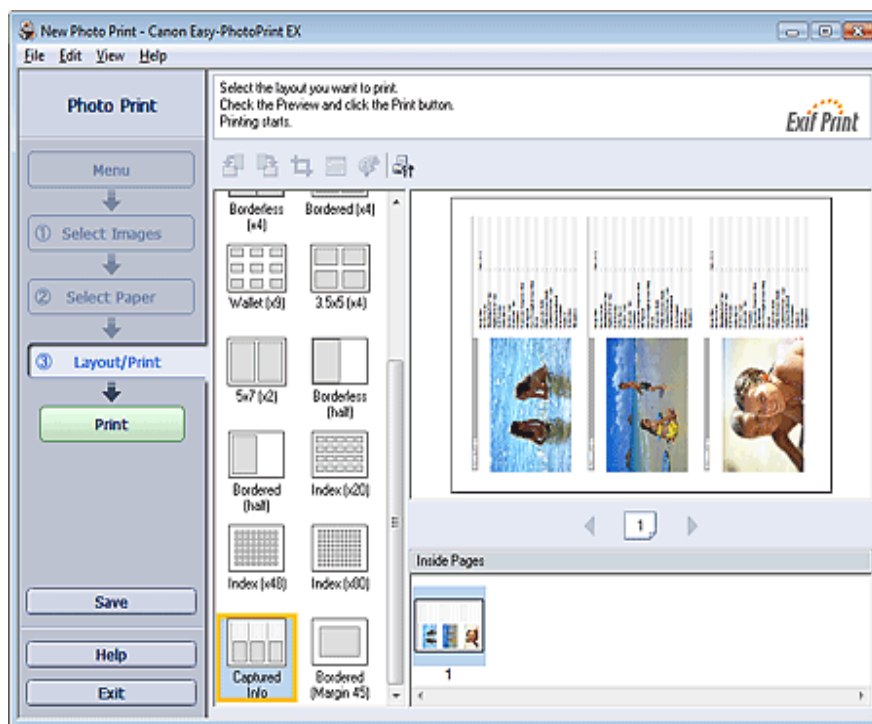 New Photo Print - Canon Easy-PhotoPrint EX
File Edit View Help
Photo Print
Menu
① Select Images
② Select Paper
③ Layout/Print
Print
Save
Help
Exit
Select the layout you want to print.
Check the Preview and click the Print button.
Printing starts.
Exif Print
Borderless (x4)
Bordered (x4)
Wallet (x9)
3.5x5 (x4)
5x7 (x2)
Borderless (half)
Bordered (half)
Index (x20)
Index (x48)
Index (x80)
Captured Info
Bordered (Margin 45)
1
Inside Pages
1